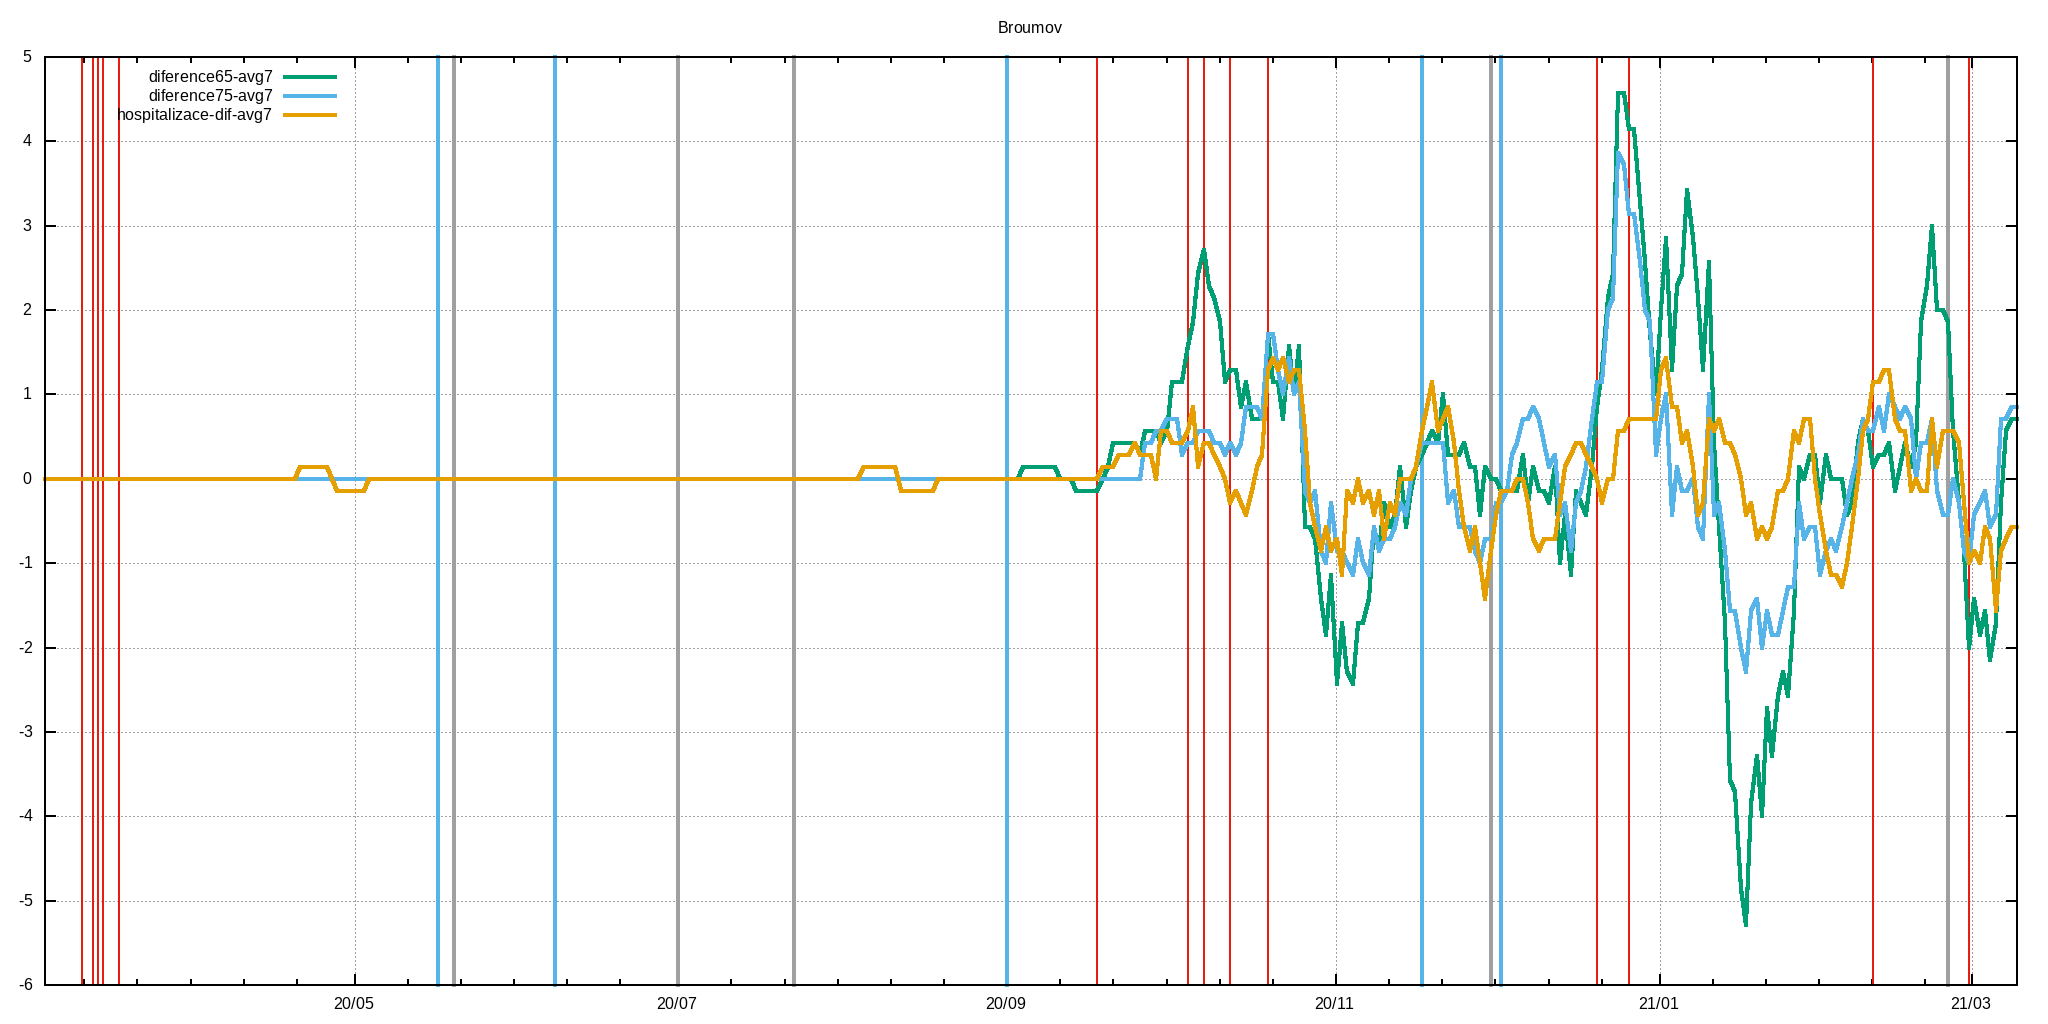 Broumov
5
diference65-avg7
diference75-avg7
hospitalizace-dif-avg7
4
3
2
1
0
-1
-2
-3
-4
-5
-6
20/05 20/07 20/09 20/11 21/01 21/03